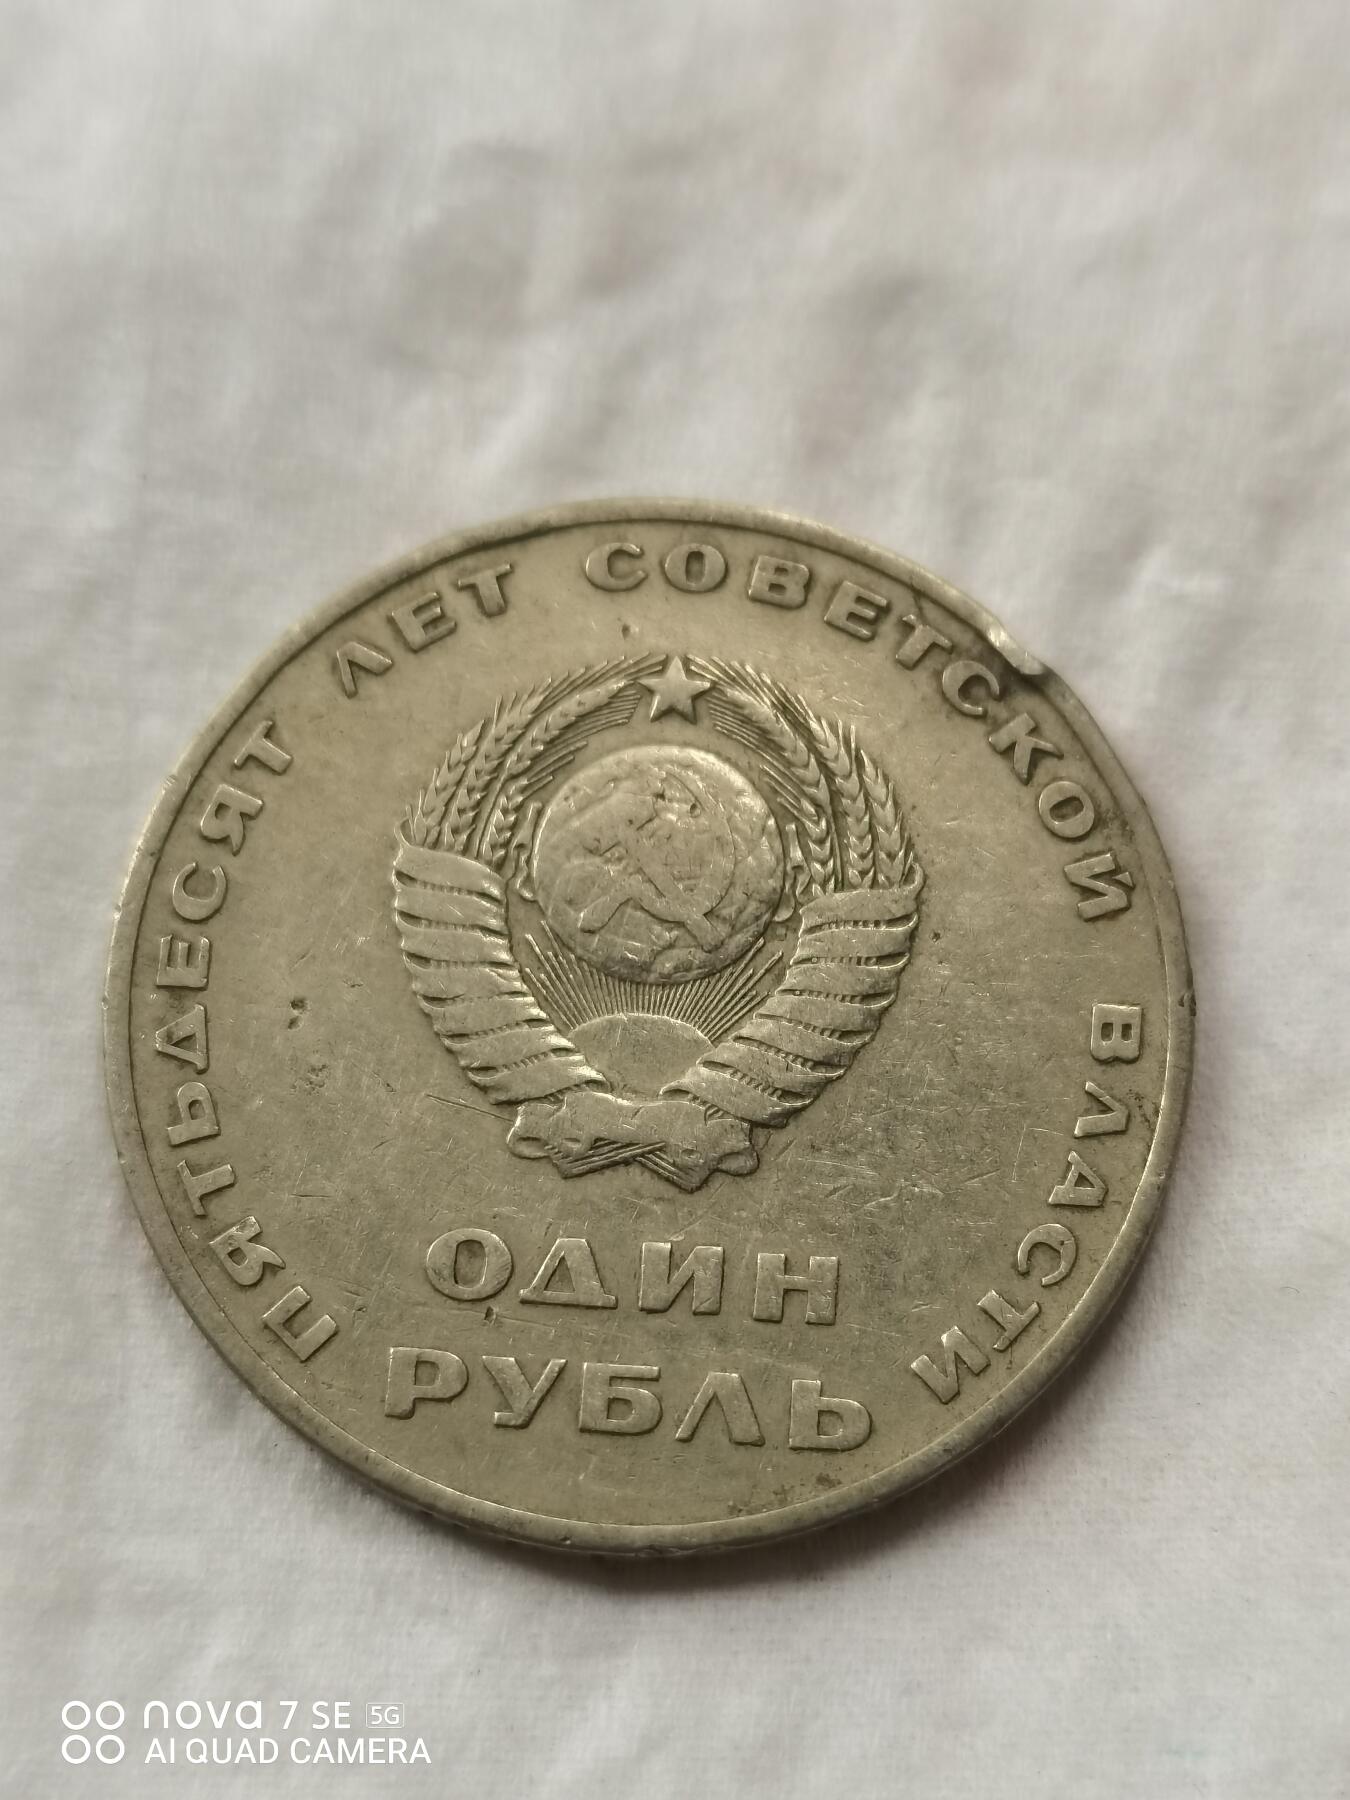 ПЯТЬДЕСЯТ ЛЕТ СОВЕТСКОЙ ВЛАСТИ
ОДИН
РУБЛЬ
nova 7 SE 5G
AI QUAD CAMERA